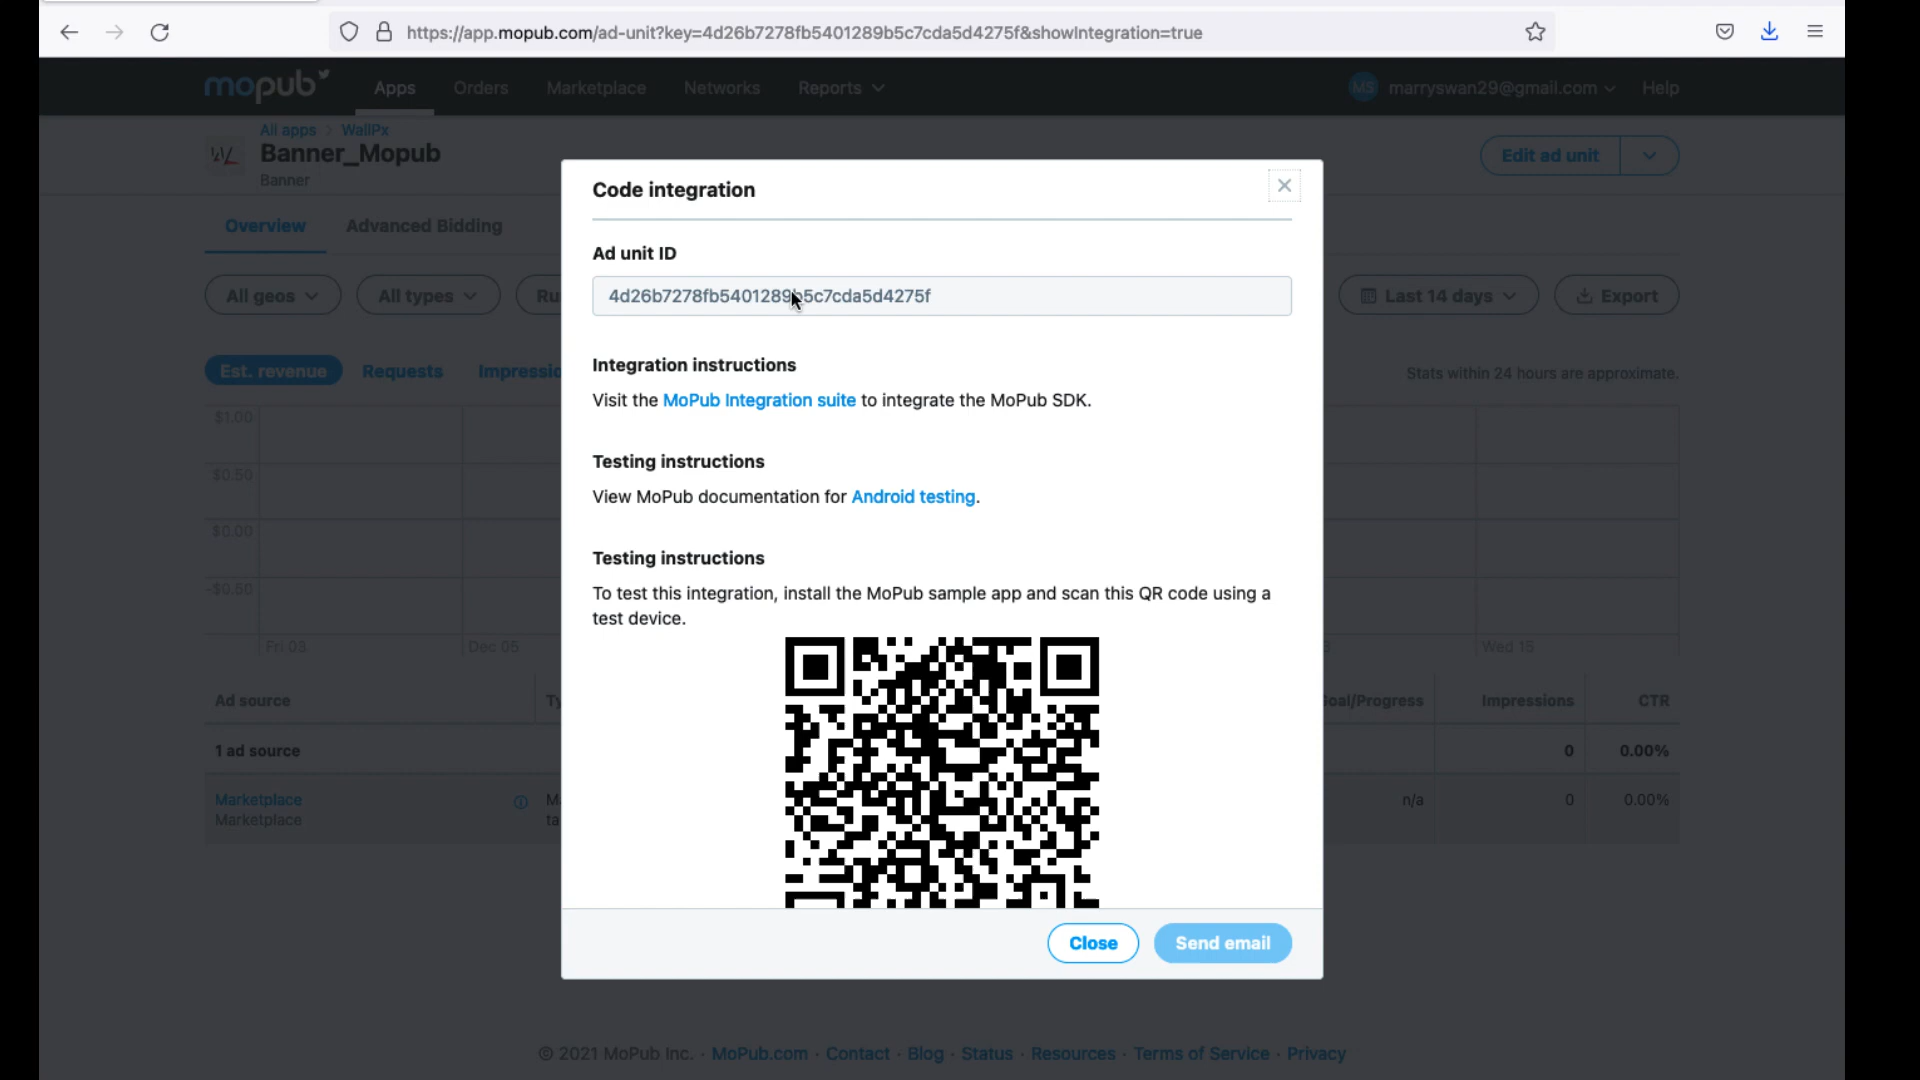 https://app.mopub.com/ad-unit?key=4d26b7278fb5401289b5c7cda5d4275f&showIntegration=true
mopub Apps Orders Marketplace Networks Reports MS marryswan29@gmail.com Help
All apps > WallPx
Banner_Mopub
Banner
Edit ad unit
Overview Advanced Bidding
All geos All types Last 14 days Export
Est. revenue Requests
Stats within 24 hours are approximate.
$1.00
$0.50
$0.00
-$0.50
Fri 03 Dec 05
Ad source Impressions CTR
1 ad source 0 0.00%
Marketplace n/a 0 0.00%
Marketplace
Code integration
Ad unit ID
4d26b7278fb5401289b5c7cda5d4275f
Integration instructions
Visit the MoPub Integration suite to integrate the MoPub SDK.
Testing instructions
View MoPub documentation for Android testing.
Testing instructions
To test this integration, install the MoPub sample app and scan this QR code using a
test device.
Close Send email
© 2021 MoPub Inc. · MoPub.com · Contact · Blog · Status · Resources · Terms of Service · Privacy